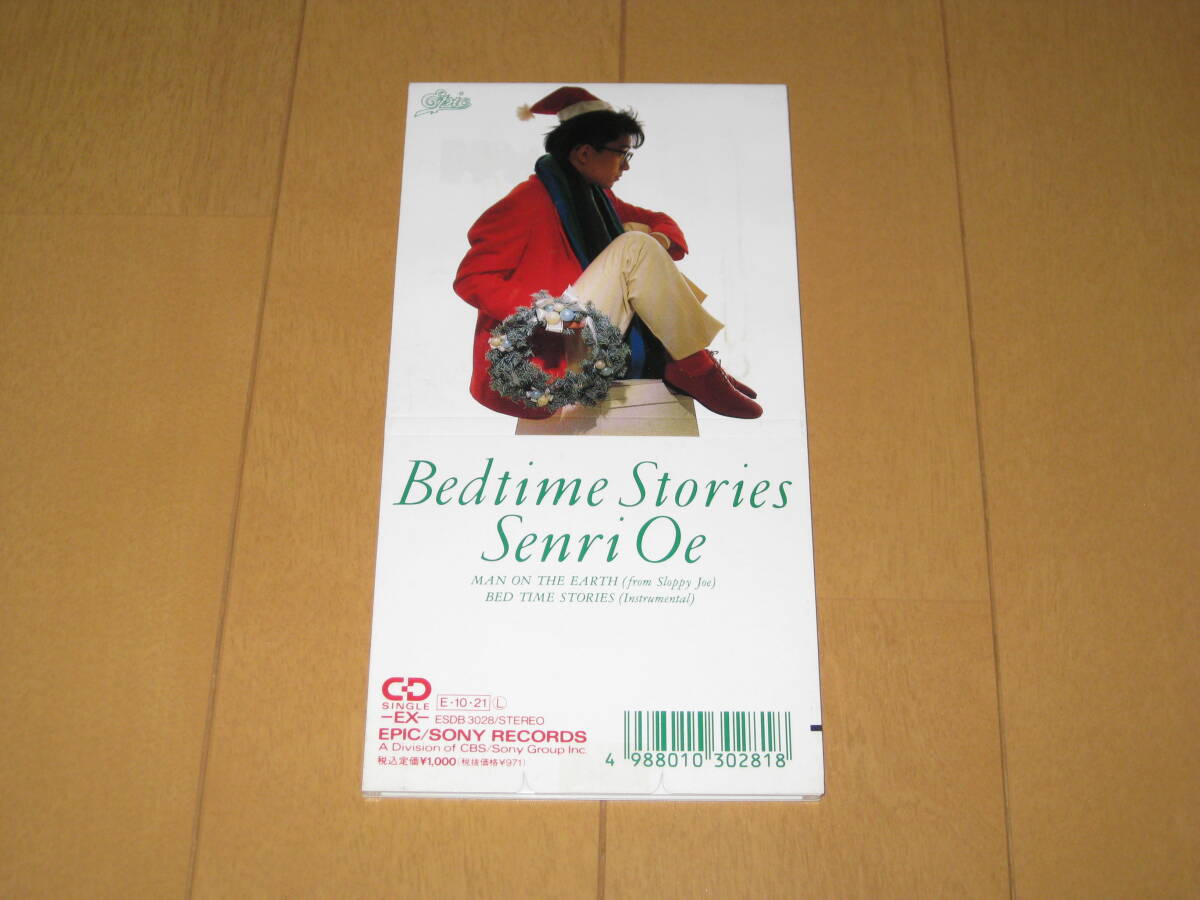 Epic
Bedtime Stories
Senri Oe
MAN ON THE EARTH (from Sloppy Joe)
BED TIME STORIES (Instrumental)
CD
SINGLE
-EX-
E・10・21 Ⓛ
ESDB 3028/STEREO
EPIC/SONY RECORDS
A Division of CBS/Sony Group Inc.
税込定価¥1,000(税抜価格¥971)
4 988010 302818